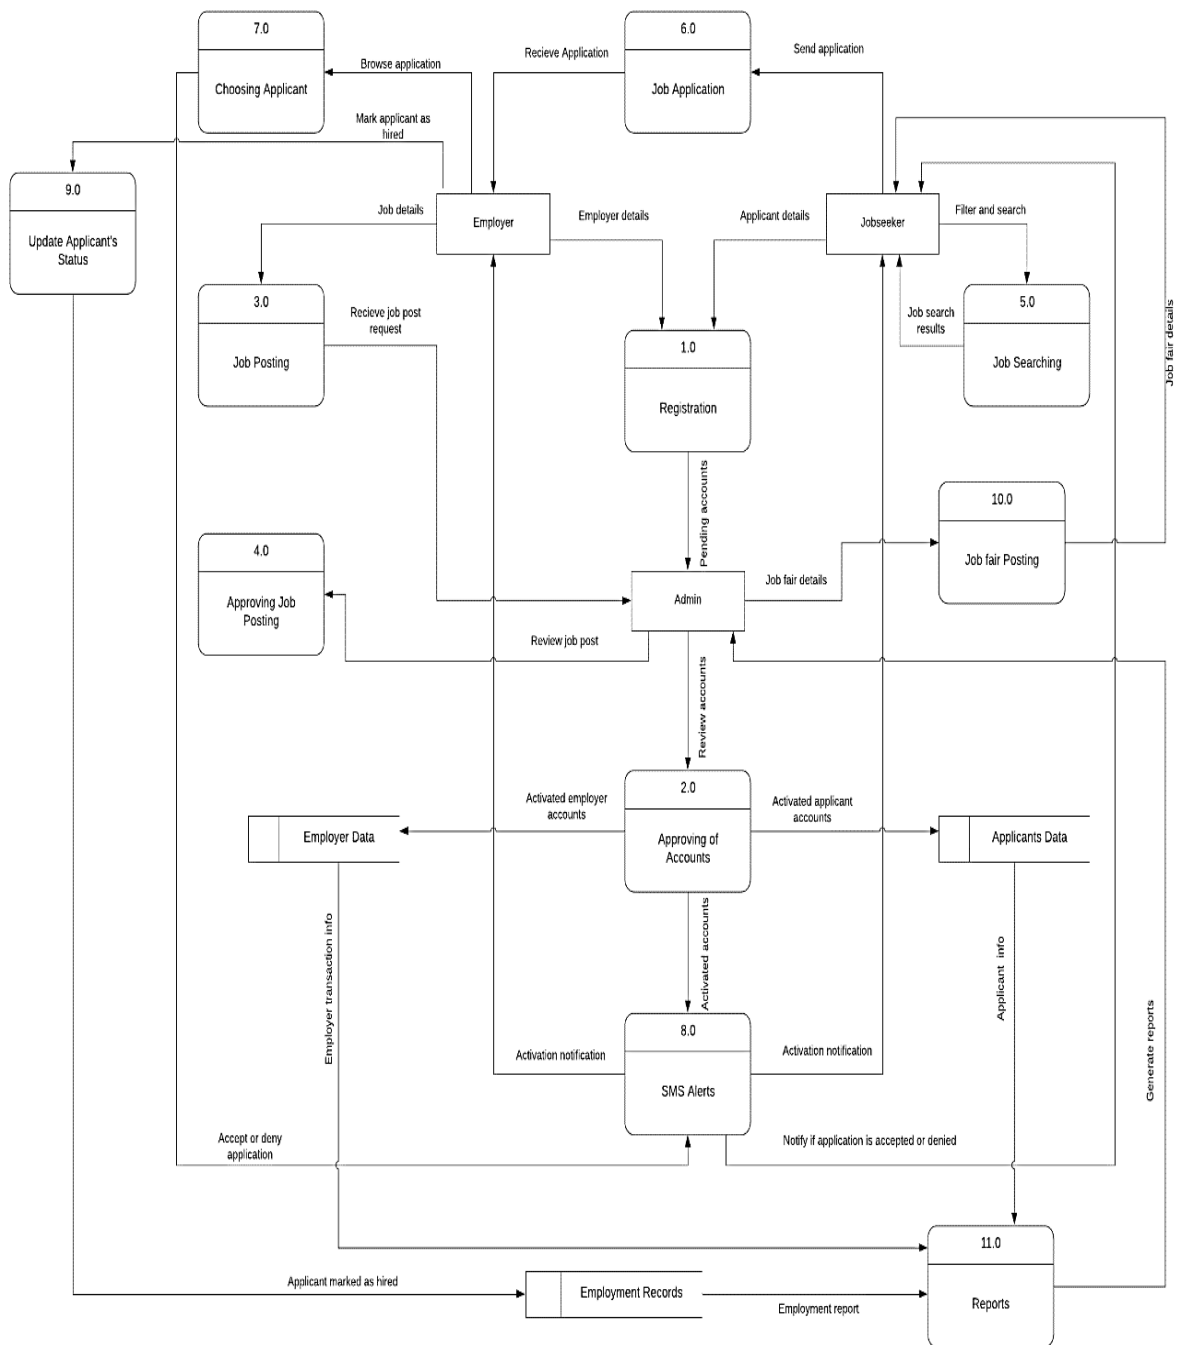 7.0
Choosing Applicant
6.0
Job Application
Recieve Application
Send application
Browse application
Mark applicant as
hired
9.0
Update Applicant's
Status
Job details
Employer
Employer details
Applicant details
Jobseeker
Filter and search
3.0
Job Posting
Recieve job post
request
1.0
Registration
Job search
results
5.0
Job Searching
Job fair details
Pending accounts
10.0
Job fair Posting
4.0
Approving Job
Posting
Admin
Job fair details
Review job post
Review accounts
2.0
Approving of
Accounts
Activated employer
accounts
Activated applicant
accounts
Employer Data
Applicants Data
Employer transaction info
Activated accounts
Applicant info
Generate reports
8.0
SMS Alerts
Activation notification
Activation notification
Accept or deny
application
Notify if application is accepted or denied
11.0
Reports
Applicant marked as hired
Employment Records
Employment report